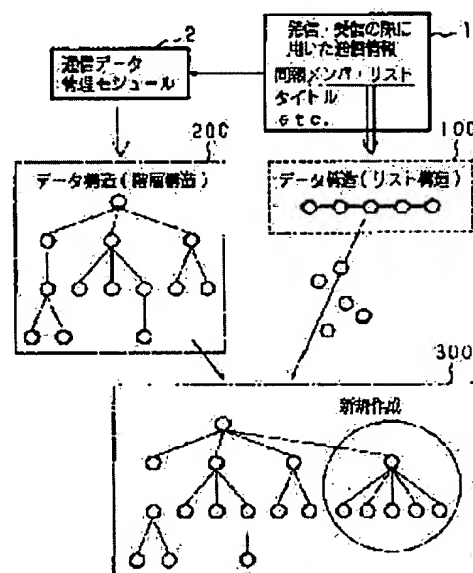 2
通信データ
管理モジュール
1
発信、受信の際に
用いた通信情報
同報メンバ・リスト
タイトル
etc.
200
データ構造(階層構造)
100
データ構造(リスト構造)
300
新規作成